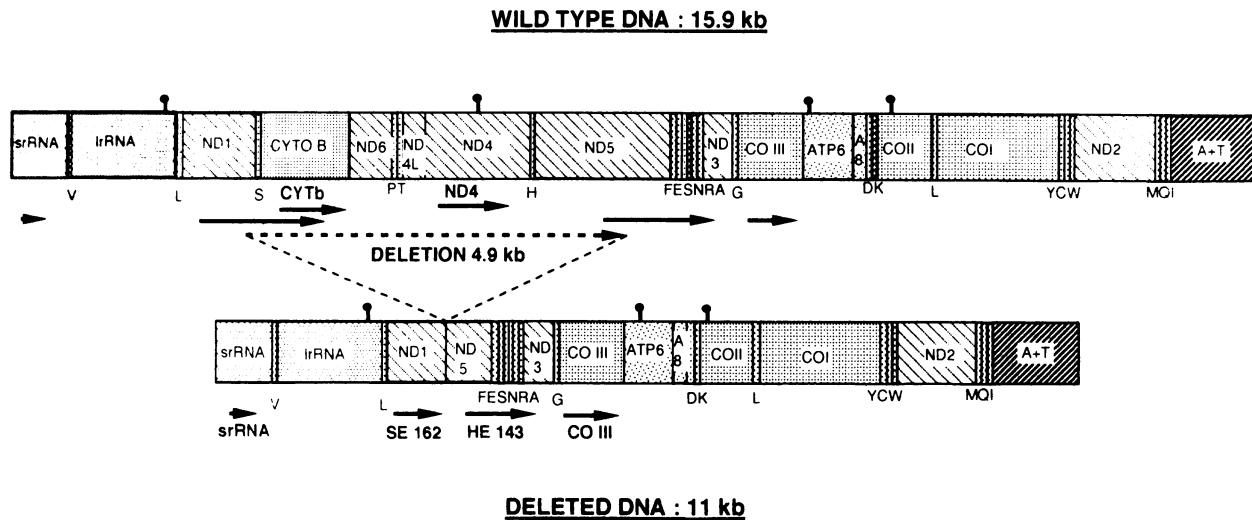 WILD TYPE DNA : 15.9 kb
srRNA lrRNA ND1 CYTO B ND6 ND 4L ND4 ND5 ND 3 CO III ATP6 A 8 COII COI ND2 A+T
V L S PT H FESNRA G DK L YCW MQI
CYTb ND4
DELETION 4.9 kb
srRNA lrRNA ND1 ND 5 ND 3 CO III ATP6 A 8 COII COI ND2 A+T
V L FESNRA G DK L YCW MQI
srRNA SE 162 HE 143 CO III
DELETED DNA : 11 kb